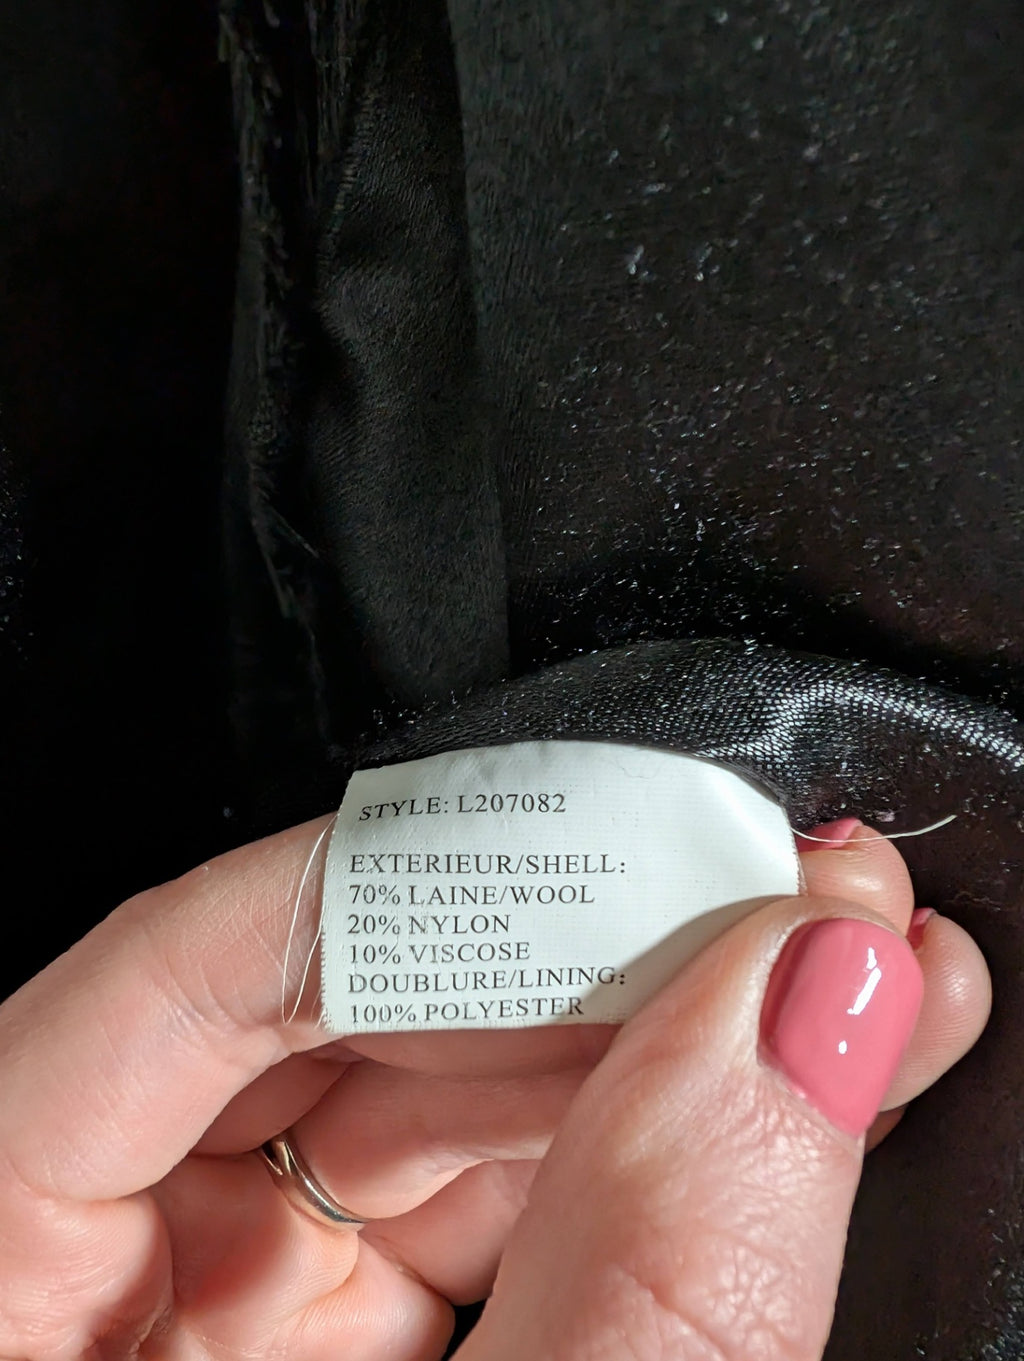 STYLE: L207082
EXTERIEUR/SHELL:
70% LAINE/WOOL
20% NYLON
10% VISCOSE
DOUBLURE/LINING:
100% POLYESTER